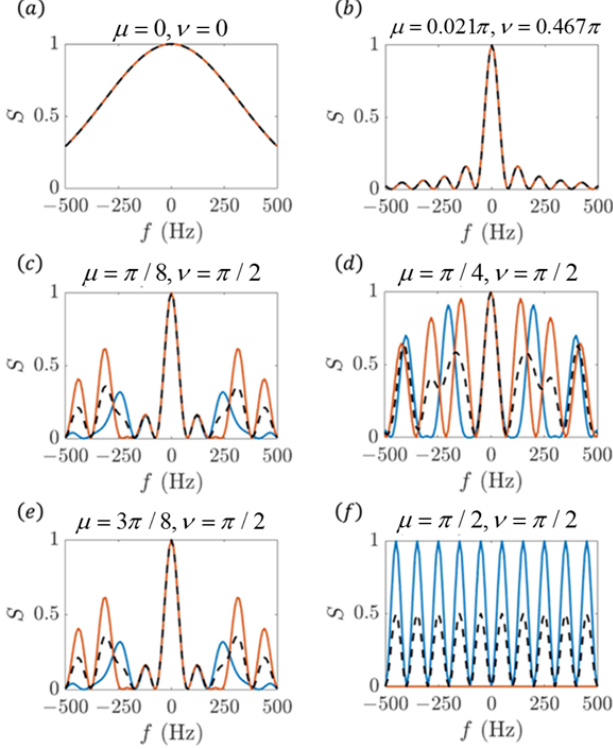 (a)
μ = 0, ν = 0
1
0.5
0
S
−500 −250 0 250 500
f (Hz)
(b)
μ = 0.021π, ν = 0.467π
1
0.5
0
S
−500 −250 0 250 500
f (Hz)
(c)
μ = π / 8, ν = π / 2
1
0.5
0
S
−500 −250 0 250 500
f (Hz)
(d)
μ = π / 4, ν = π / 2
1
0.5
0
S
−500 −250 0 250 500
f (Hz)
(e)
μ = 3π / 8, ν = π / 2
1
0.5
0
S
−500 −250 0 250 500
f (Hz)
(f)
μ = π / 2, ν = π / 2
1
0.5
0
S
−500 −250 0 250 500
f (Hz)